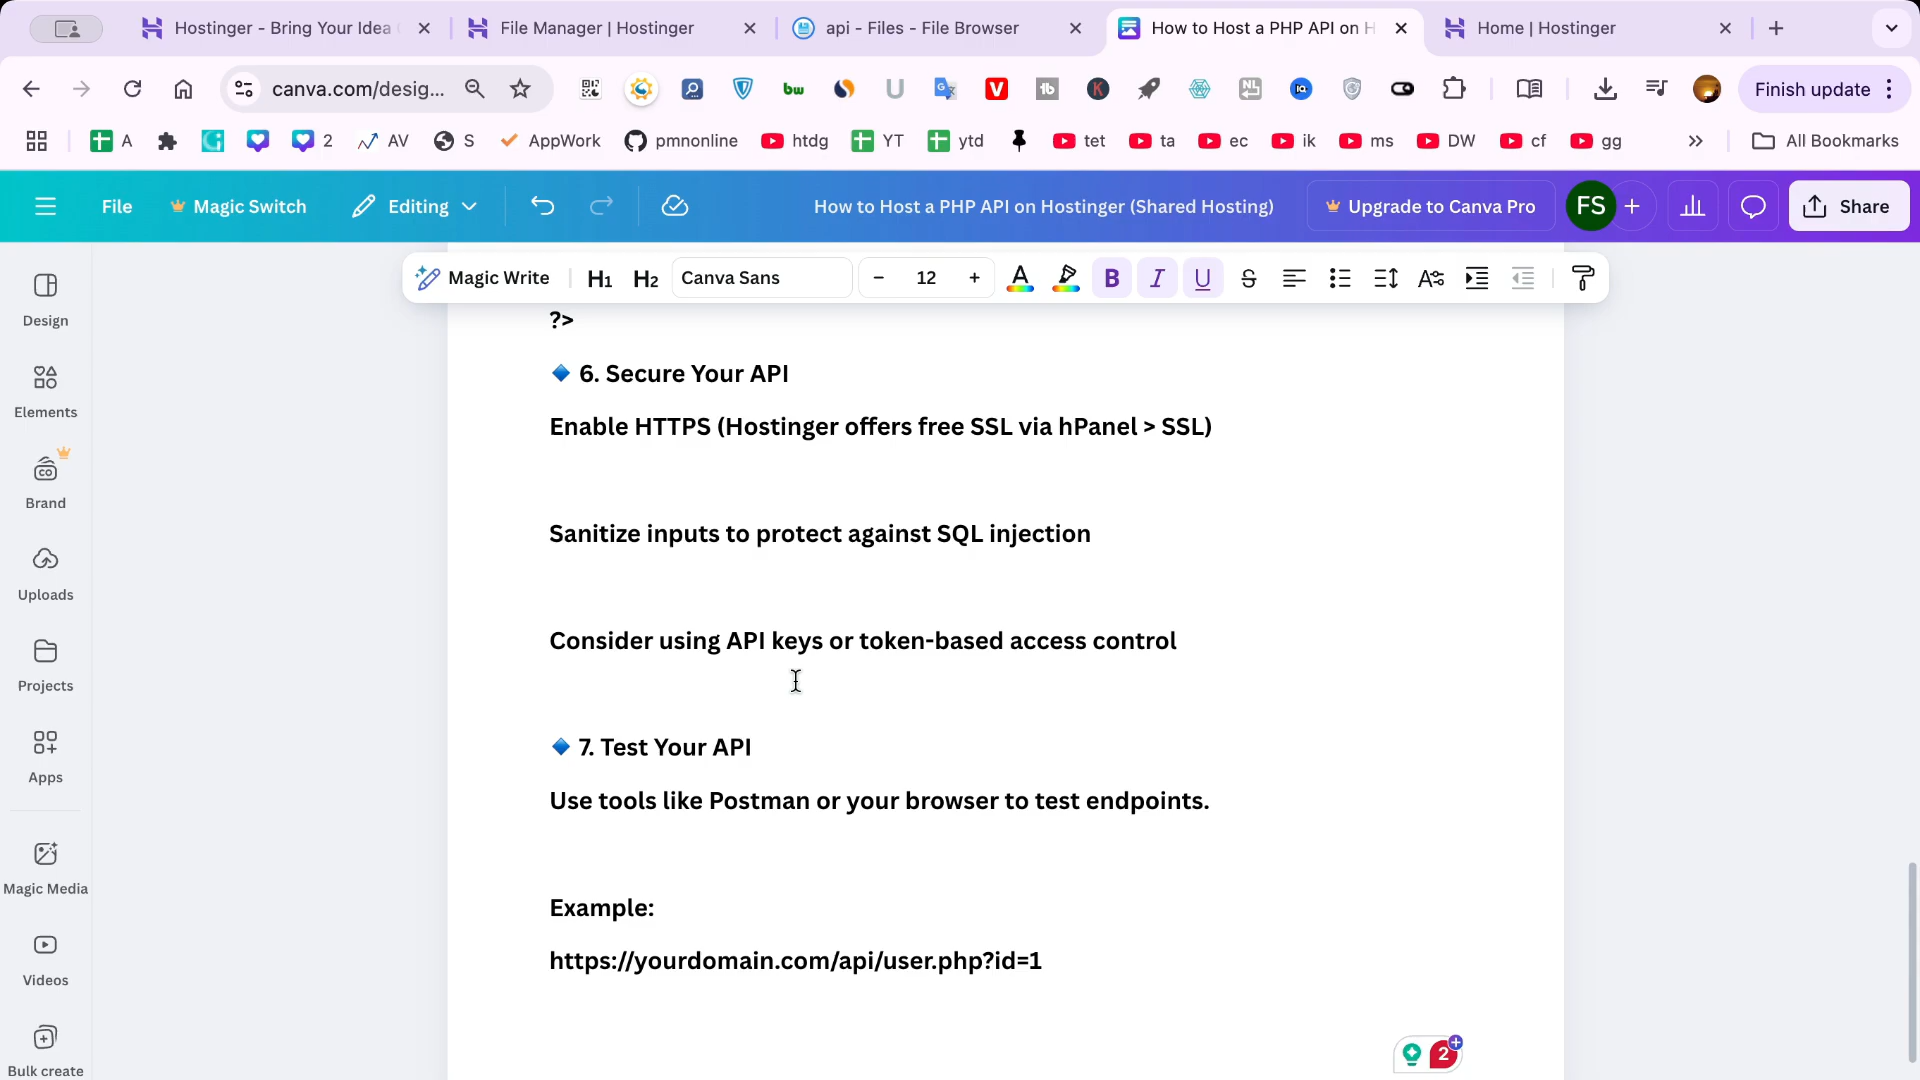 Hostinger - Bring Your Idea
File Manager | Hostinger
api - Files - File Browser
How to Host a PHP API on H
Home | Hostinger
canva.com/desig...
bw
U
V
tb
K
NL
IQ
Finish update
A
2
AV
S
AppWork
pmnonline
htdg
YT
ytd
tet
ta
ec
ik
ms
DW
cf
gg
All Bookmarks
File
Magic Switch
Editing
How to Host a PHP API on Hostinger (Shared Hosting)
Upgrade to Canva Pro
FS
Share
Magic Write
H1
H2
Canva Sans
− 12 +
A
B
I
U
S
Design
Elements
Brand
Uploads
Projects
Apps
Magic Media
Videos
Bulk create
?>
6. Secure Your API
Enable HTTPS (Hostinger offers free SSL via hPanel > SSL)
Sanitize inputs to protect against SQL injection
Consider using API keys or token-based access control
7. Test Your API
Use tools like Postman or your browser to test endpoints.
Example:
https://yourdomain.com/api/user.php?id=1
2